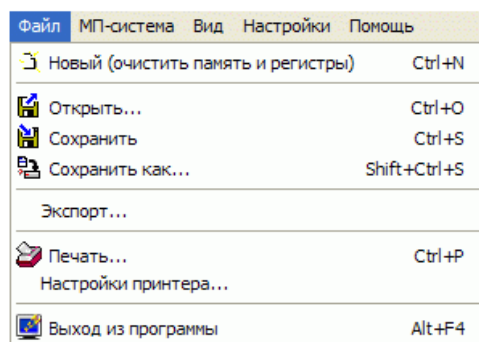 Файл МП-система Вид Настройки Помощь
Новый (очистить память и регистры) Ctrl+N
Открыть... Ctrl+O
Сохранить Ctrl+S
Сохранить как... Shift+Ctrl+S
Экспорт...
Печать... Ctrl+P
Настройки принтера...
Выход из программы Alt+F4